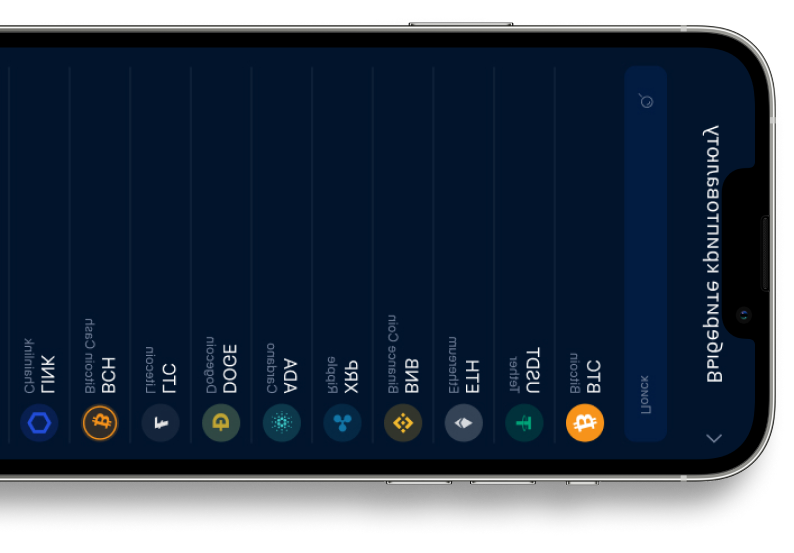 Выберите криптовалюту
Поиск
BTC
Bitcoin
USDT
Tether
ETH
Ethereum
BNB
Binance Coin
XRP
Ripple
ADA
Cardano
DOGE
Dogecoin
LTC
Litecoin
BCH
Bitcoin Cash
LINK
Chainlink